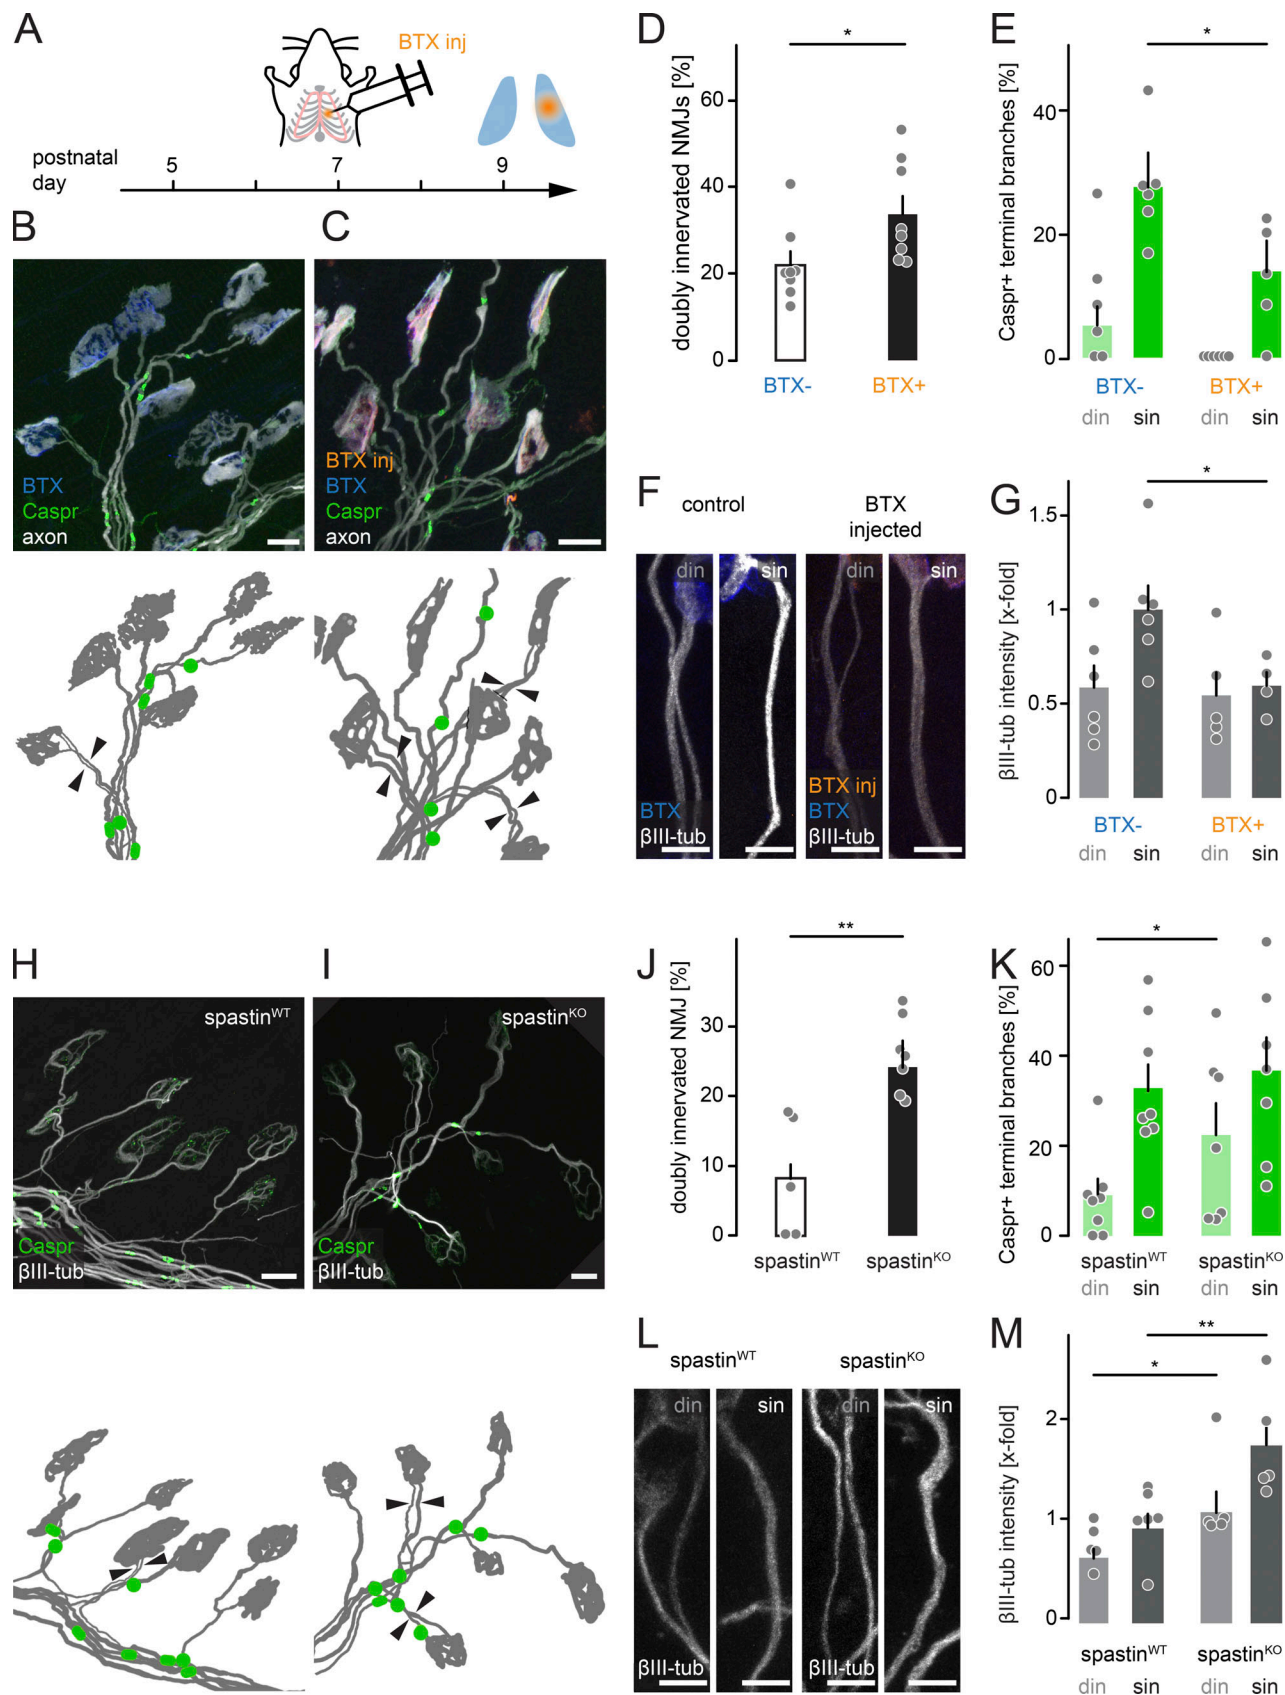 A
BTX inj
postnatal
day
5
7
9
B
BTX
Caspr
axon
C
BTX inj
BTX
Caspr
axon
D
doubly innervated NMJs [%]
60
40
20
0
*
BTX-
BTX+
E
Caspr+ terminal branches [%]
40
20
0
*
BTX-
BTX+
din
sin
din
sin
F
control
BTX
injected
din
sin
din
sin
BTX
βIII-tub
BTX inj
BTX
βIII-tub
G
βIII-tub intensity [x-fold]
1.5
1
0.5
0
*
BTX-
BTX+
din
sin
din
sin
H
spastinWT
Caspr
βIII-tub
I
spastinKO
Caspr
βIII-tub
J
doubly innervated NMJ [%]
30
20
10
0
**
spastinWT
spastinKO
K
Caspr+ terminal branches [%]
60
40
20
0
*
spastinWT
spastinKO
din
sin
din
sin
L
spastinWT
spastinKO
din
sin
din
sin
βIII-tub
βIII-tub
M
βIII-tub intensity [x-fold]
2
1
0
**
*
spastinWT
spastinKO
din
sin
din
sin